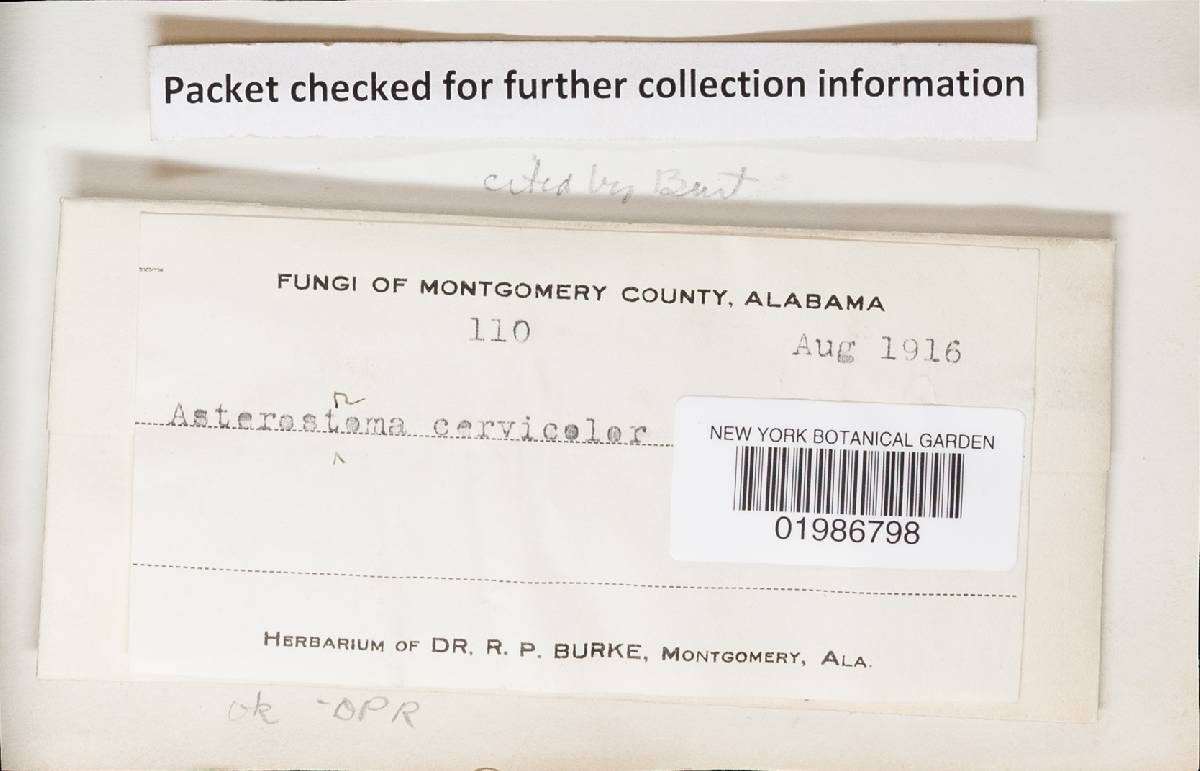 Packet checked for further collection information
cited by Burt
FUNGI OF MONTGOMERY COUNTY, ALABAMA
110
Aug 1916
r
Asterostoma cervicolor
NEW YORK BOTANICAL GARDEN
01986798
HERBARIUM OF DR. R. P. BURKE, MONTGOMERY, ALA.
ok -DPR